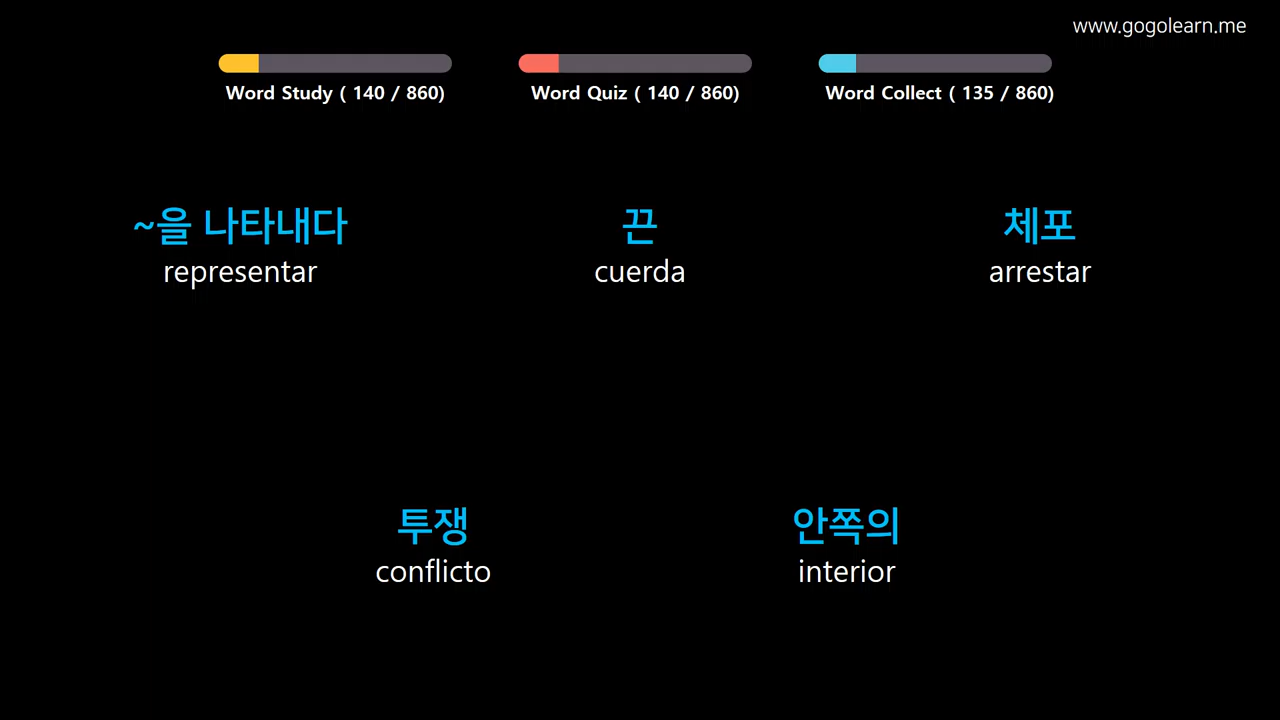 www.gogolearn.me
Word Study ( 140 / 860)
Word Quiz ( 140 / 860)
Word Collect ( 135 / 860)
~을 나타내다
representar
끈
cuerda
체포
arrestar
투쟁
conflicto
안쪽의
interior